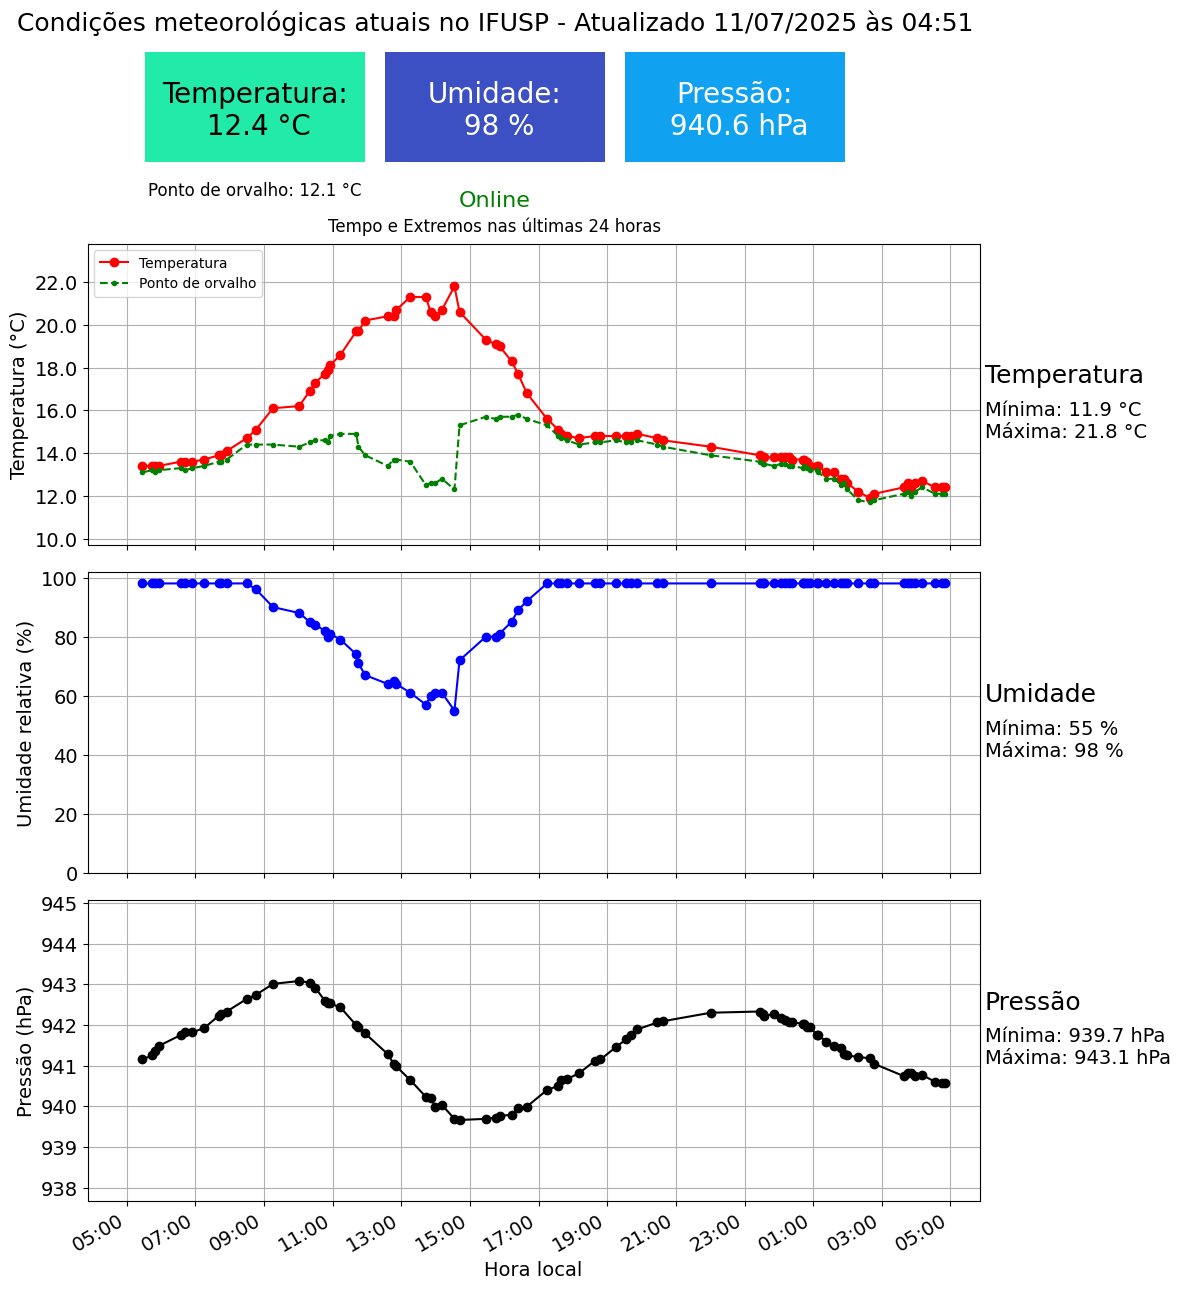 Condições meteorológicas atuais no IFUSP - Atualizado 11/07/2025 às 04:51
Temperatura:
12.4 °C
Umidade:
98 %
Pressão:
940.6 hPa
Ponto de orvalho: 12.1 °C
Online
Tempo e Extremos nas últimas 24 horas
Temperatura
Ponto de orvalho
Temperatura (°C)
22.0
20.0
18.0
16.0
14.0
12.0
10.0
Temperatura
Mínima: 11.9 °C
Máxima: 21.8 °C
Umidade relativa (%)
100
80
60
40
20
0
Umidade
Mínima: 55 %
Máxima: 98 %
Pressão (hPa)
945
944
943
942
941
940
939
938
Pressão
Mínima: 939.7 hPa
Máxima: 943.1 hPa
05:00
07:00
09:00
11:00
13:00
15:00
17:00
19:00
21:00
23:00
01:00
03:00
05:00
Hora local